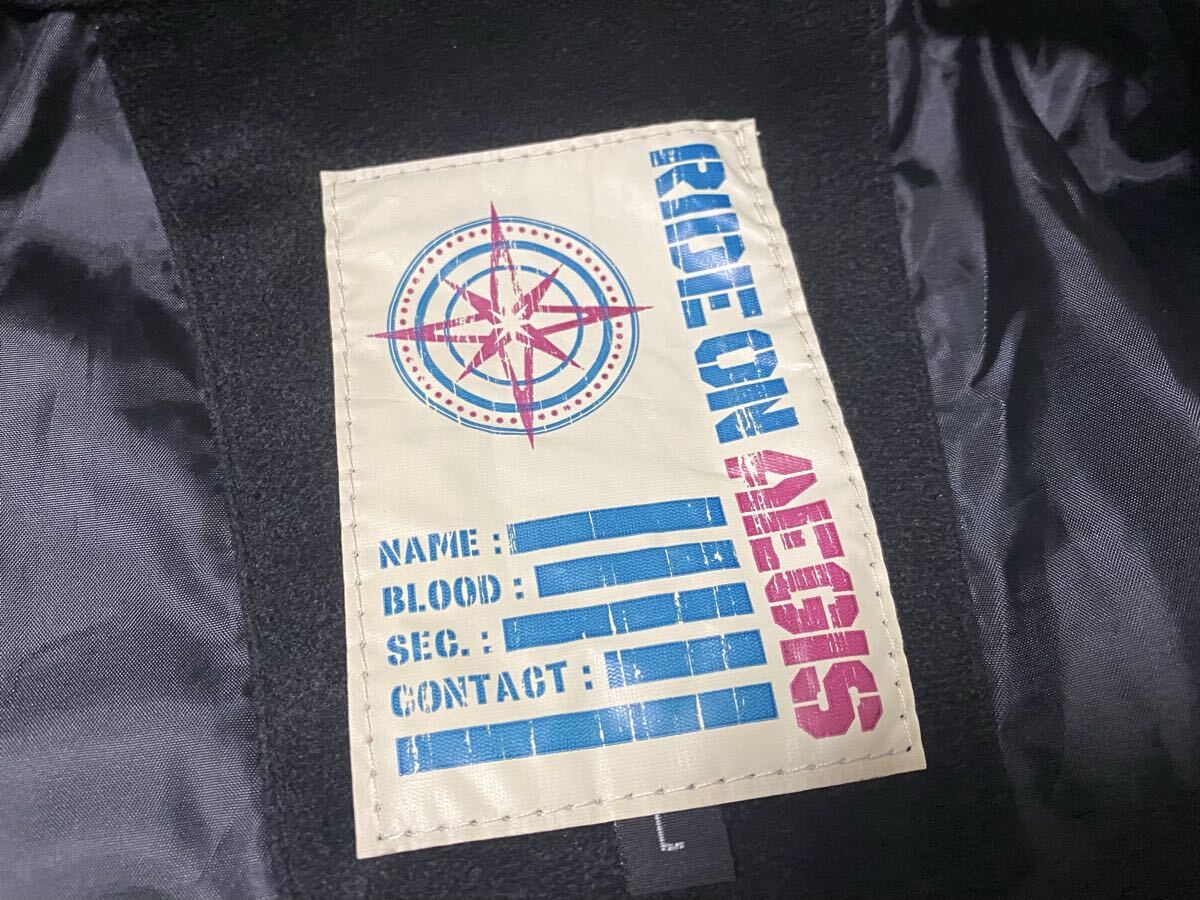 RIDE ON AEGIS
NAME :
BLOOD :
SEC. :
CONTACT :
L